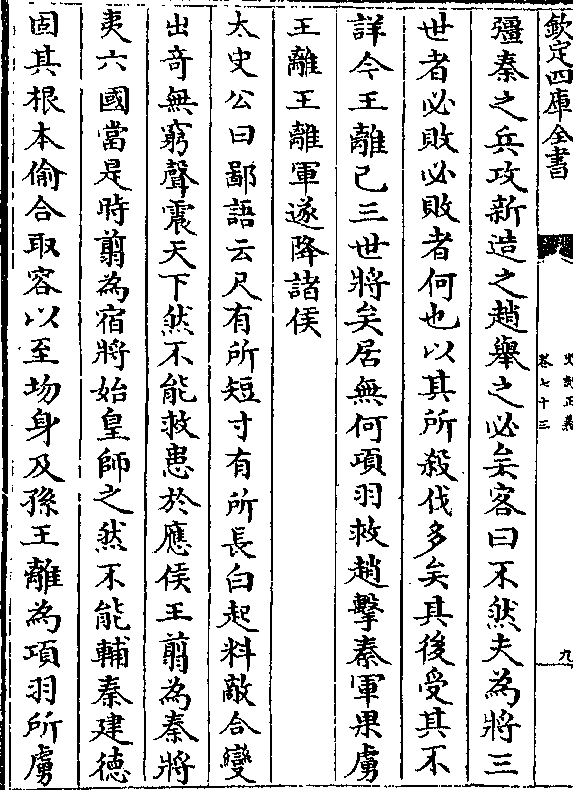 欽定四庫全書
史記正義
卷七十三
九
彊秦之兵攻新造之趙舉之必矣客曰不然夫為將三
世者必敗必敗者何也以其所殺伐多矣其後受其不
詳今王離已三世將矣居無何項羽救趙擊秦軍果虜
王離王離軍遂降諸侯
太史公曰鄙語云尺有所短寸有所長白起料敵合變
出奇無窮聲震天下然不能救患於應侯王翦為秦將
夷六國當是時翦為宿將始皇師之然不能輔秦建德
固其根本偷合取容以至圽身及孫王離為項羽所虜